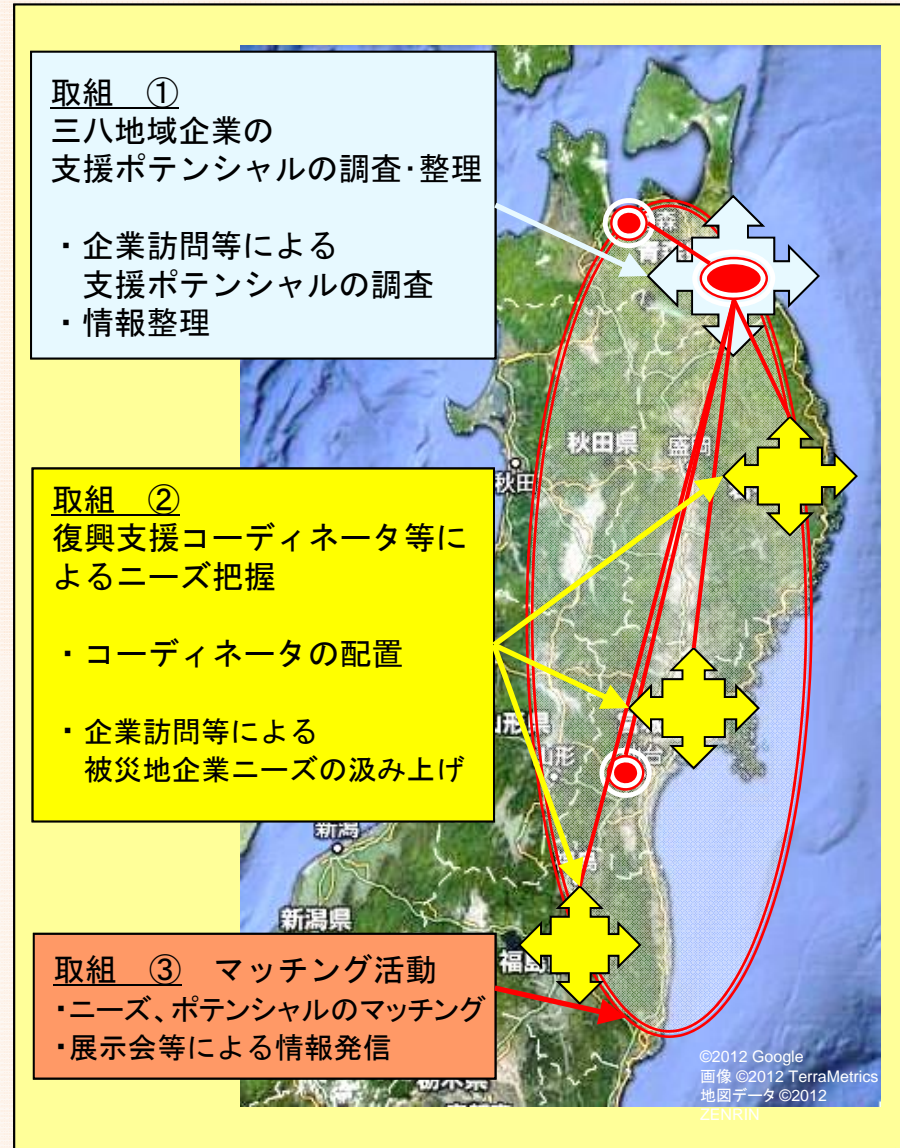 取組　①
三八地域企業の
支援ポテンシャルの調査・整理
・企業訪問等による
支援ポテンシャルの調査
・情報整理
取組　②
復興支援コーディネータ等に
よるニーズ把握
・コーディネータの配置
・企業訪問等による
被災地企業ニーズの汲み上げ
取組　③　マッチング活動
・ニーズ、ポテンシャルのマッチング
・展示会等による情報発信
秋田県
盛岡
秋田
山形
新潟
新潟県
©2012 Google
画像 ©2012 TerraMetrics
地図データ ©2012
ZENRIN